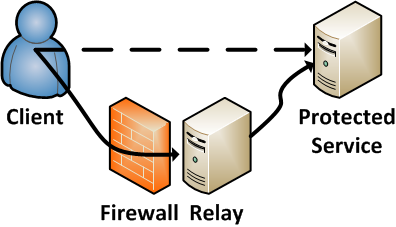 Client
Protected
Service
Firewall Relay